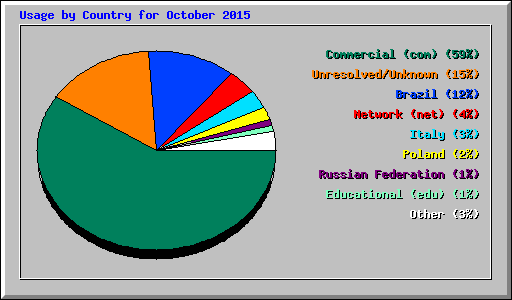 Usage by Country for October 2015
Commercial (com) (59%)
Unresolved/Unknown (15%)
Brazil (12%)
Network (net) (4%)
Italy (3%)
Poland (2%)
Russian Federation (1%)
Educational (edu) (1%)
Other (3%)